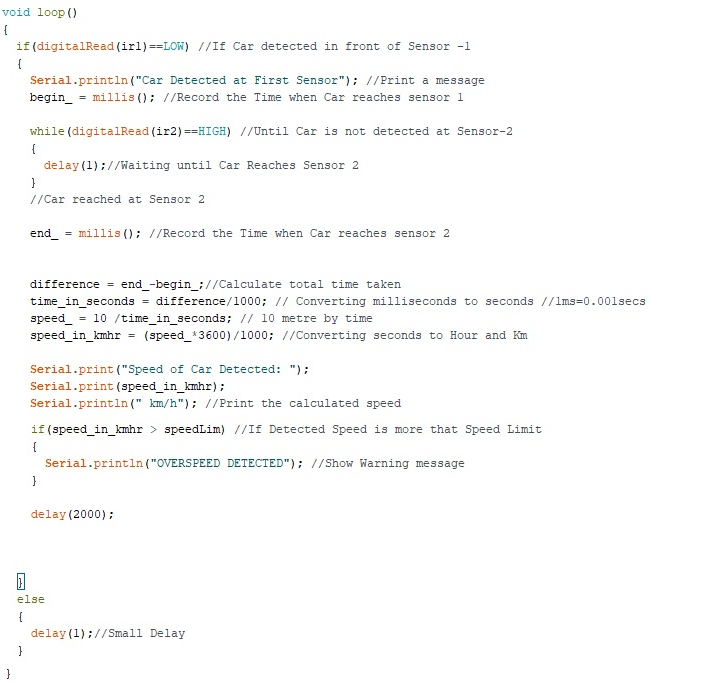 void loop()
{
if(digitalRead(ir1)==LOW) //If Car detected in front of Sensor -1
{
Serial.println("Car Detected at First Sensor"); //Print a message
begin_ = millis(); //Record the Time when Car reaches sensor 1
while(digitalRead(ir2)==HIGH) //Until Car is not detected at Sensor-2
{
delay(1);//Waiting until Car Reaches Sensor 2
}
//Car reached at Sensor 2
end_ = millis(); //Record the Time when Car reaches sensor 2
difference = end_-begin_;//Calculate total time taken
time_in_seconds = difference/1000; // Converting milliseconds to seconds //1ms=0.001secs
speed_ = 10 /time_in_seconds; // 10 metre by time
speed_in_kmhr = (speed_*3600)/1000; //Converting seconds to Hour and Km
Serial.print("Speed of Car Detected: ");
Serial.print(speed_in_kmhr);
Serial.println(" km/h"); //Print the calculated speed
if(speed_in_kmhr > speedLim) //If Detected Speed is more that Speed Limit
{
Serial.println("OVERSPEED DETECTED"); //Show Warning message
}
delay(2000);
}
else
{
delay(1);//Small Delay
}
}